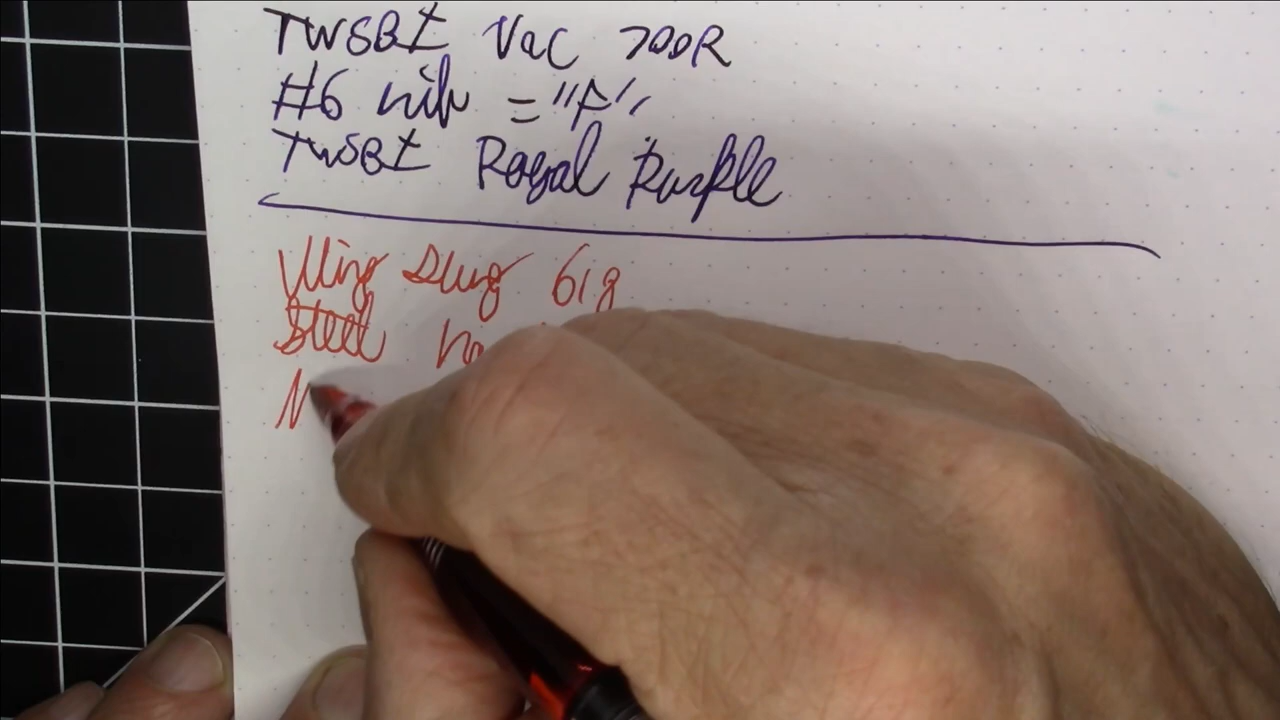 TWSBI Vac 700R
#6 nib = "F"
TWSBI Royal Purple
Wing Sung 618
Steel
N